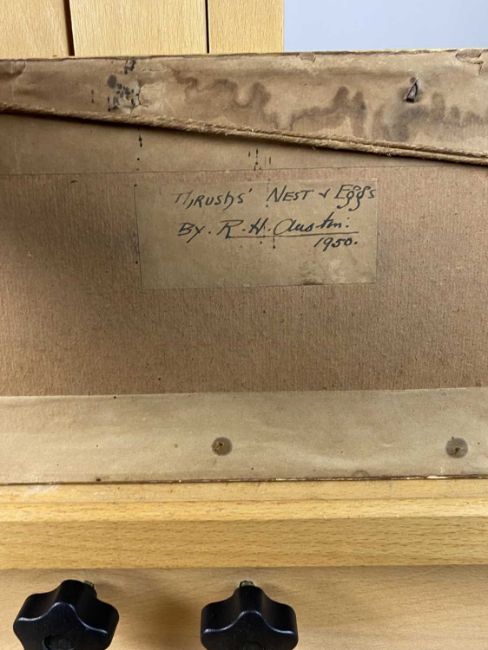 Thrushs' Nest & Eggs
By. R. H. Austin.
1950.